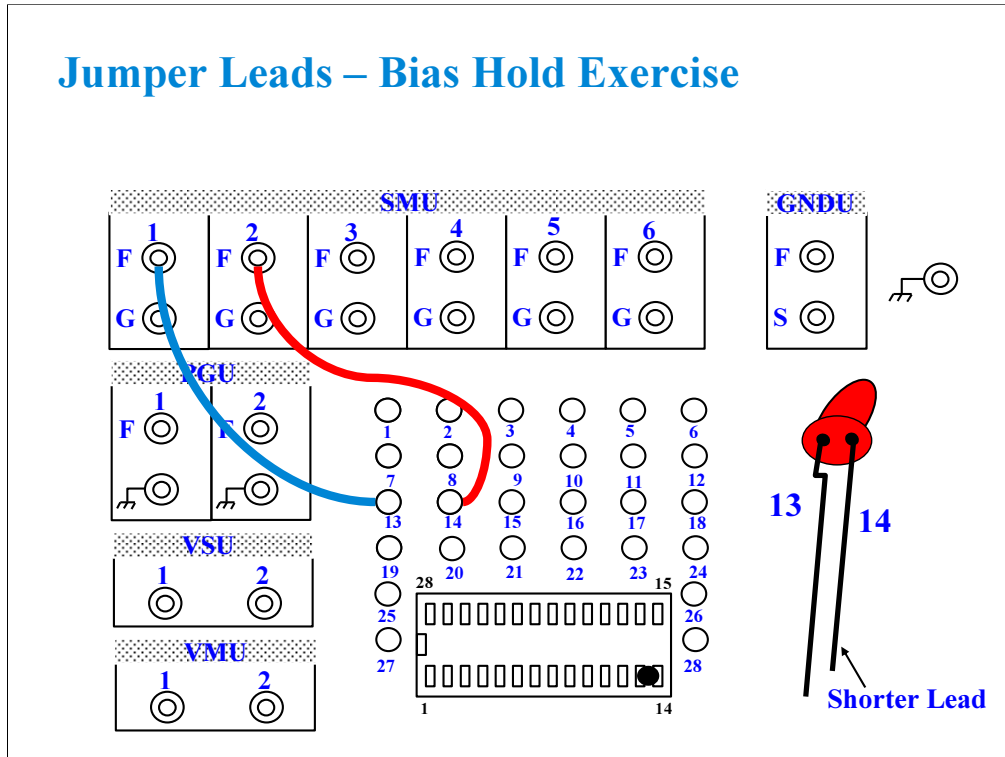 Jumper Leads – Bias Hold Exercise
SMU
GNDU
1 2 3 4 5 6
F F F F F F F
G G G G G G S
PGU
1 2
F F
1 2 3 4 5 6
7 8 9 10 11 12
13 14 15 16 17 18
19 20 21 22 23 24
VSU
1 2
28 15
25 26
27 28
1 14
VMU
1 2
13 14
Shorter Lead